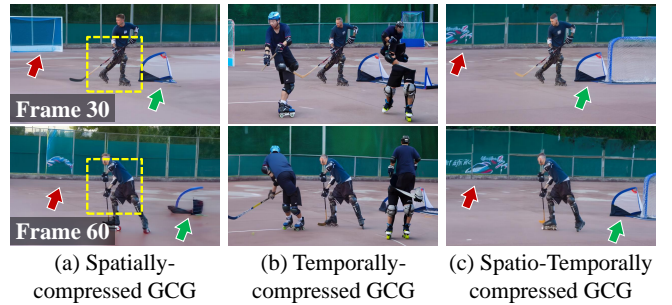 Frame 30
Frame 60
(a) Spatially-
compressed GCG
(b) Temporally-
compressed GCG
(c) Spatio-Temporally
compressed GCG